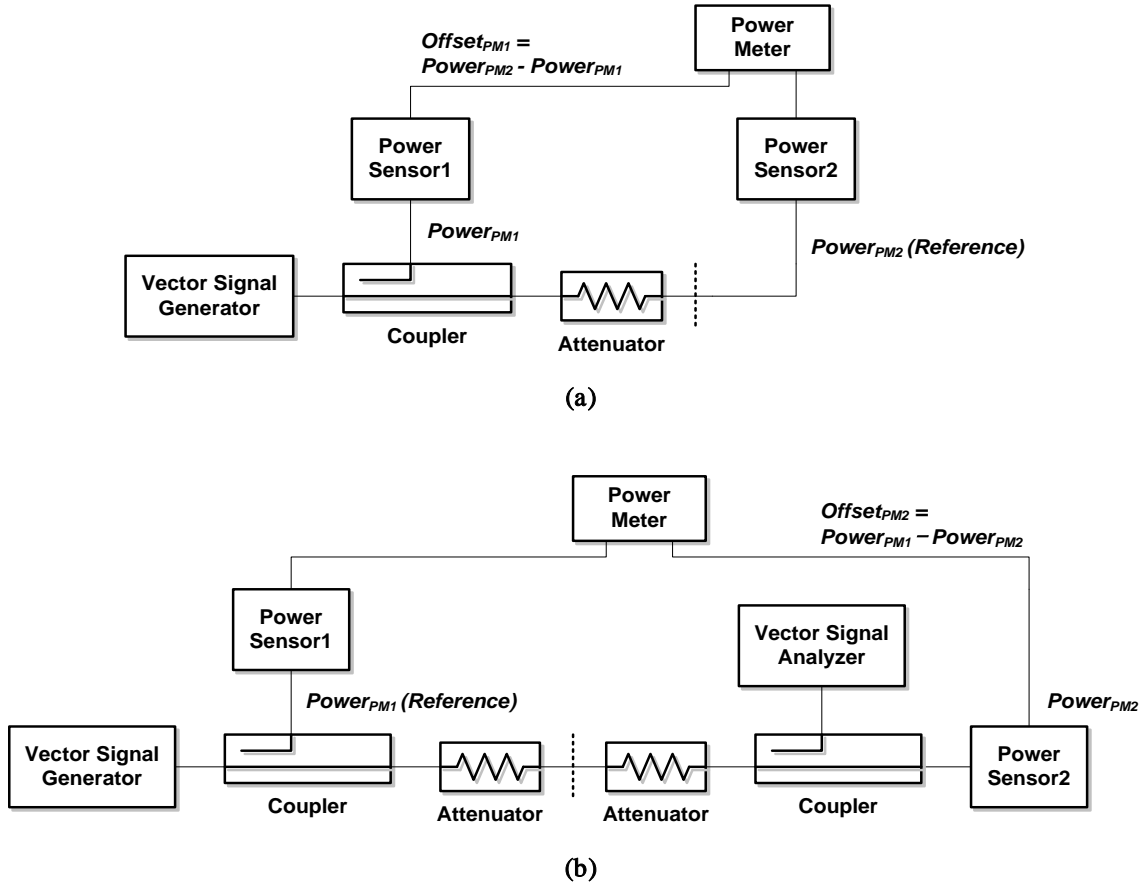 Power
Meter
Offset_PM1 =
Power_PM2 - Power_PM1
Power
Sensor1
Power
Sensor2
Power_PM1
Power_PM2 (Reference)
Vector Signal
Generator
Coupler
Attenuator
(a)
Power
Meter
Offset_PM2 =
Power_PM1 – Power_PM2
Power
Sensor1
Vector Signal
Analyzer
Power_PM1 (Reference)
Power_PM2
Vector Signal
Generator
Coupler
Attenuator
Attenuator
Coupler
Power
Sensor2
(b)